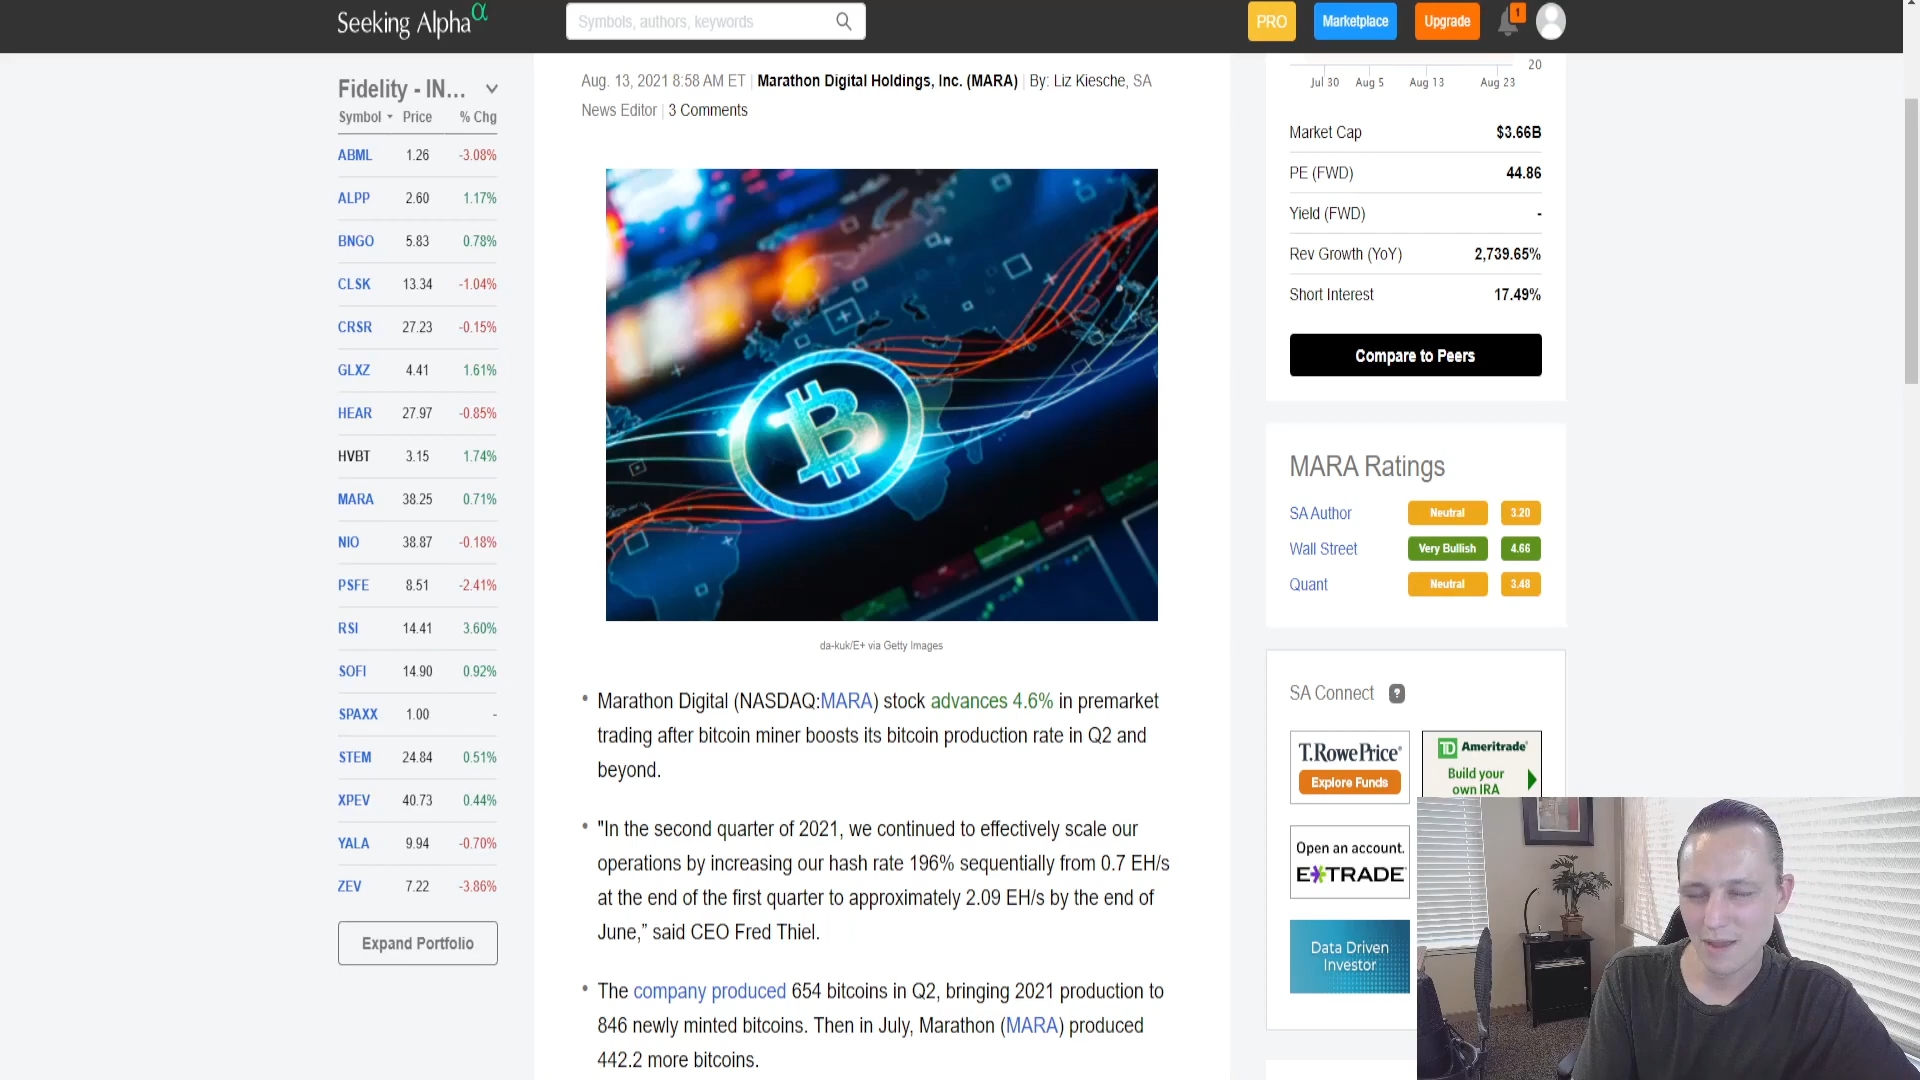 Seeking Alpha α
Symbols, authors, keywords
PRO
Marketplace
Upgrade
1
Fidelity - IN...
Symbol Price % Chg
ABML 1.26 -3.08%
ALPP 2.60 1.17%
BNGO 5.83 0.78%
CLSK 13.34 -1.04%
CRSR 27.23 -0.15%
GLXZ 4.41 1.61%
HEAR 27.97 -0.85%
HVBT 3.15 1.74%
MARA 38.25 0.71%
NIO 38.87 -0.18%
PSFE 8.51 -2.41%
RSI 14.41 3.60%
SOFI 14.90 0.92%
SPAXX 1.00 -
STEM 24.84 0.51%
XPEV 40.73 0.44%
YALA 9.94 -0.70%
ZEV 7.22 -3.86%
Expand Portfolio
Aug. 13, 2021 8:58 AM ET | Marathon Digital Holdings, Inc. (MARA) | By: Liz Kiesche, SA
News Editor | 3 Comments
da-kuk/E+ via Getty Images
• Marathon Digital (NASDAQ:MARA) stock advances 4.6% in premarket
trading after bitcoin miner boosts its bitcoin production rate in Q2 and
beyond.
• "In the second quarter of 2021, we continued to effectively scale our
operations by increasing our hash rate 196% sequentially from 0.7 EH/s
at the end of the first quarter to approximately 2.09 EH/s by the end of
June,” said CEO Fred Thiel.
• The company produced 654 bitcoins in Q2, bringing 2021 production to
846 newly minted bitcoins. Then in July, Marathon (MARA) produced
442.2 more bitcoins.
20
Jul 30 Aug 5 Aug 13 Aug 23
Market Cap $3.66B
PE (FWD) 44.86
Yield (FWD) -
Rev Growth (YoY) 2,739.65%
Short Interest 17.49%
Compare to Peers
MARA Ratings
SA Author Neutral 3.20
Wall Street Very Bullish 4.66
Quant Neutral 3.48
SA Connect ?
T.RowePrice
Explore Funds
TD Ameritrade
Build your
own IRA
Open an account.
E*TRADE
Data Driven
Investor